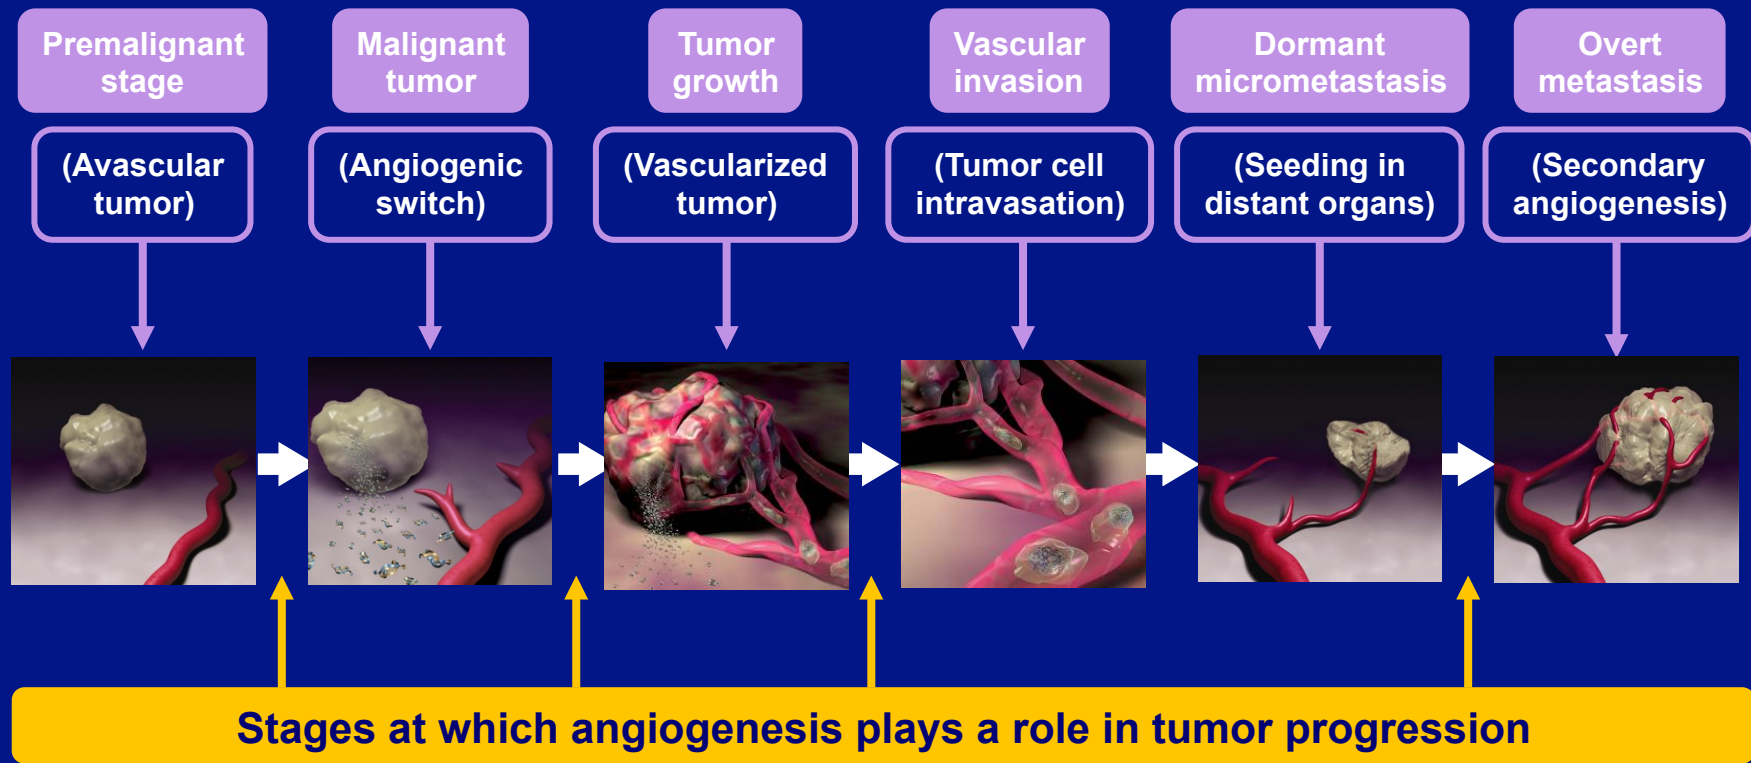 Premalignant
stage
Malignant
tumor
Tumor
growth
Vascular
invasion
Dormant
micrometastasis
Overt
metastasis
(Avascular
tumor)
(Angiogenic
switch)
(Vascularized
tumor)
(Tumor cell
intravasation)
(Seeding in
distant organs)
(Secondary
angiogenesis)
Stages at which angiogenesis plays a role in tumor progression